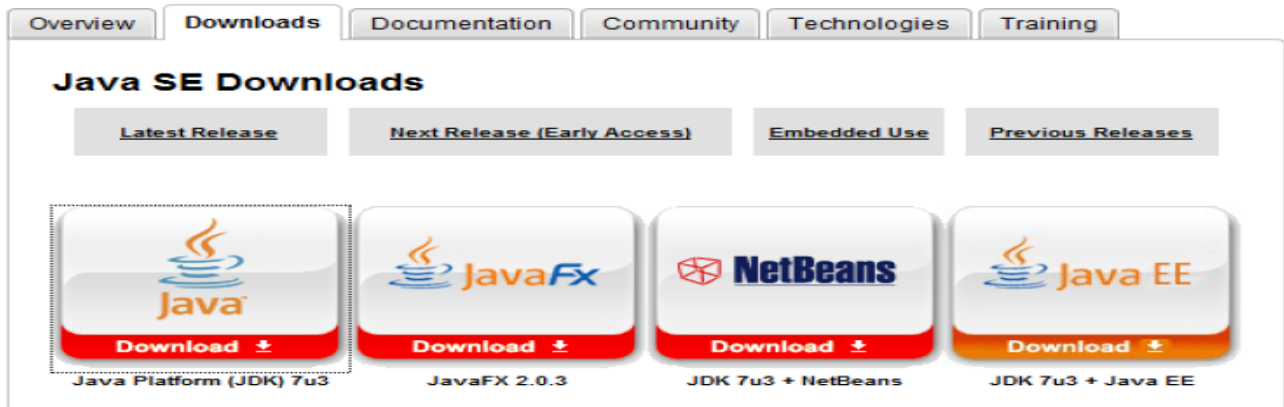 Overview Downloads Documentation Community Technologies Training
Java SE Downloads
Latest Release Next Release (Early Access) Embedded Use Previous Releases
Java JavaFX NetBeans Java EE
Download Download Download Download
Java Platform (JDK) 7u3 JavaFX 2.0.3 JDK 7u3 + NetBeans JDK 7u3 + Java EE